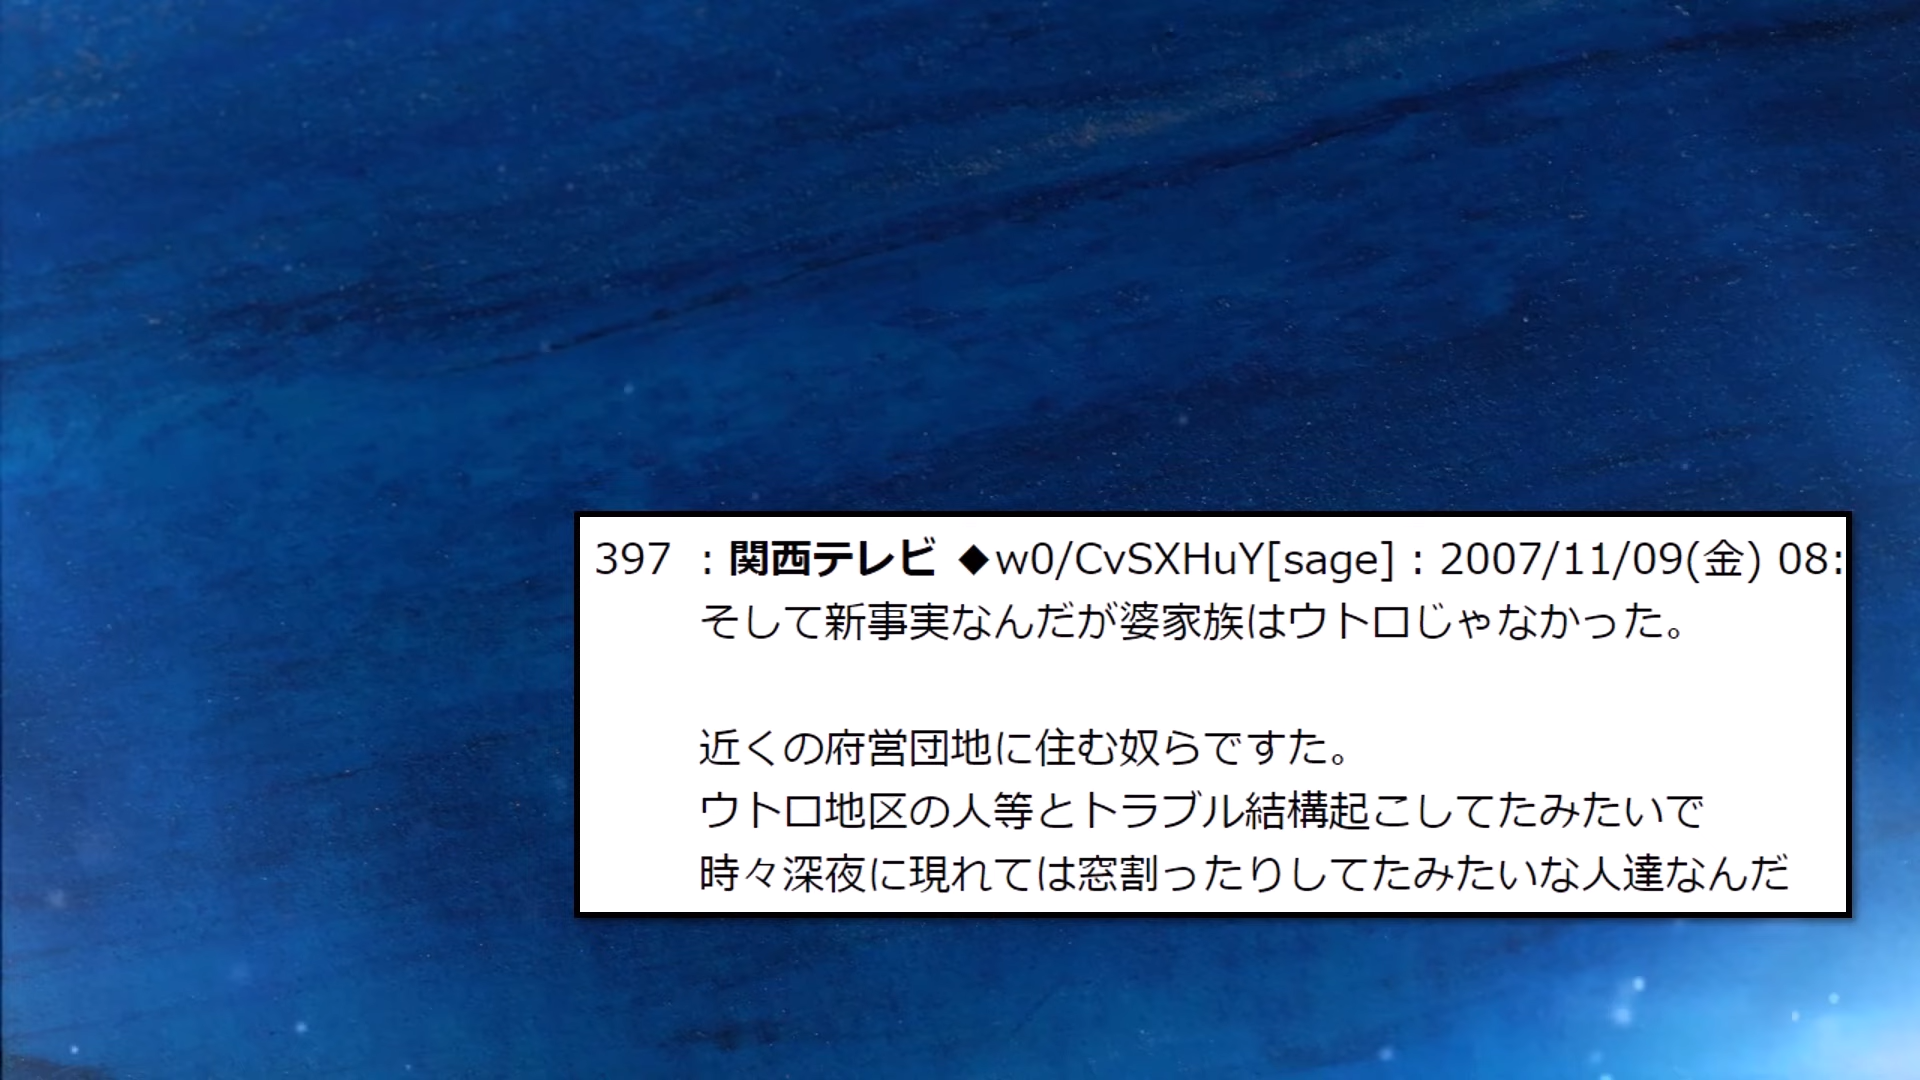 397 ：関西テレビ ◆w0/CvSXHuY[sage]：2007/11/09(金) 08:
そして新事実なんだが婆家族はウトロじゃなかった。
近くの府営団地に住む奴らですた。
ウトロ地区の人等とトラブル結構起こしてたみたいで
時々深夜に現れては窓割ったりしてたみたいな人達なんだ